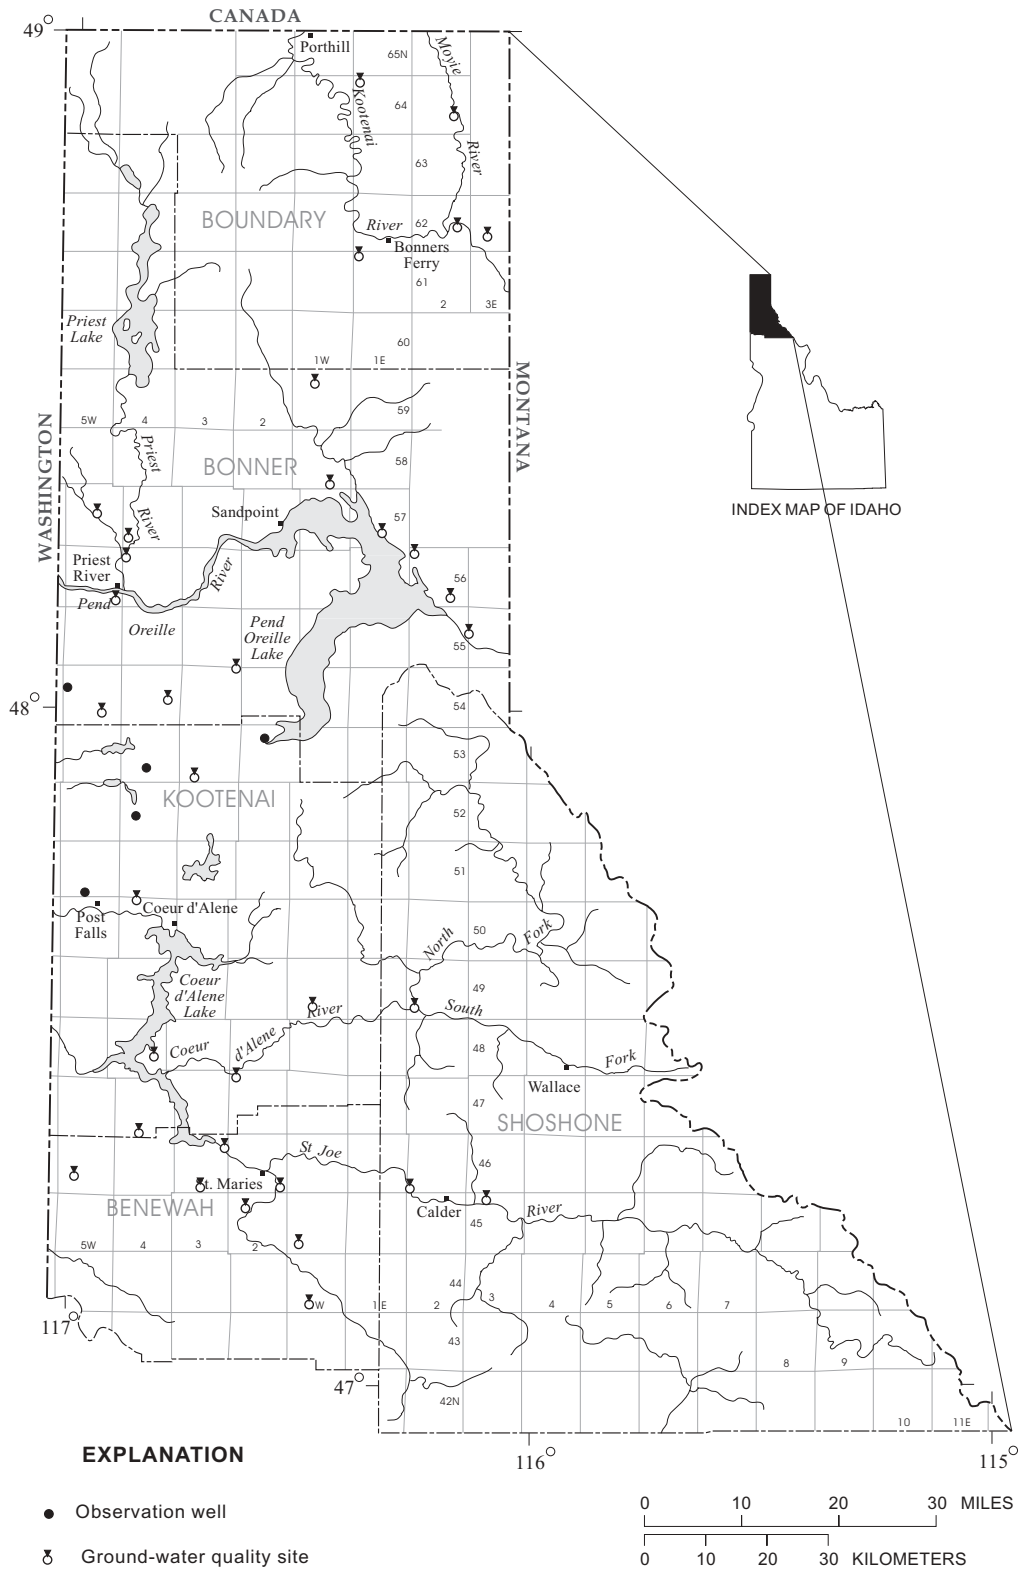 CANADA
49°
Porthill
65N
Moyie
Kootenai
64
River
63
BOUNDARY
River
62
Bonners
Ferry
61
2
3E
Priest
Lake
60
1W
1E
MONTANA
59
5W
4
3
2
WASHINGTON
Priest
BONNER
58
Sandpoint
57
River
Priest
River
River
56
Pend
Oreille
Pend
Oreille
Lake
55
INDEX MAP OF IDAHO
48°
54
53
KOOTENAI
52
51
Coeur d'Alene
Post
Falls
North
50
Fork
Coeur
d'Alene
Lake
49
River
South
Coeur
d'Alene
48
Fork
Wallace
47
SHOSHONE
St Joe
46
t. Maries
BENEWAH
Calder
45
River
5W
4
3
2
44
W
1E
2
3
4
5
6
7
117°
43
8
9
47°
42N
10
11E
116°
115°
EXPLANATION
Observation well
Ground-water quality site
0
10
20
30
MILES
0
10
20
30
KILOMETERS